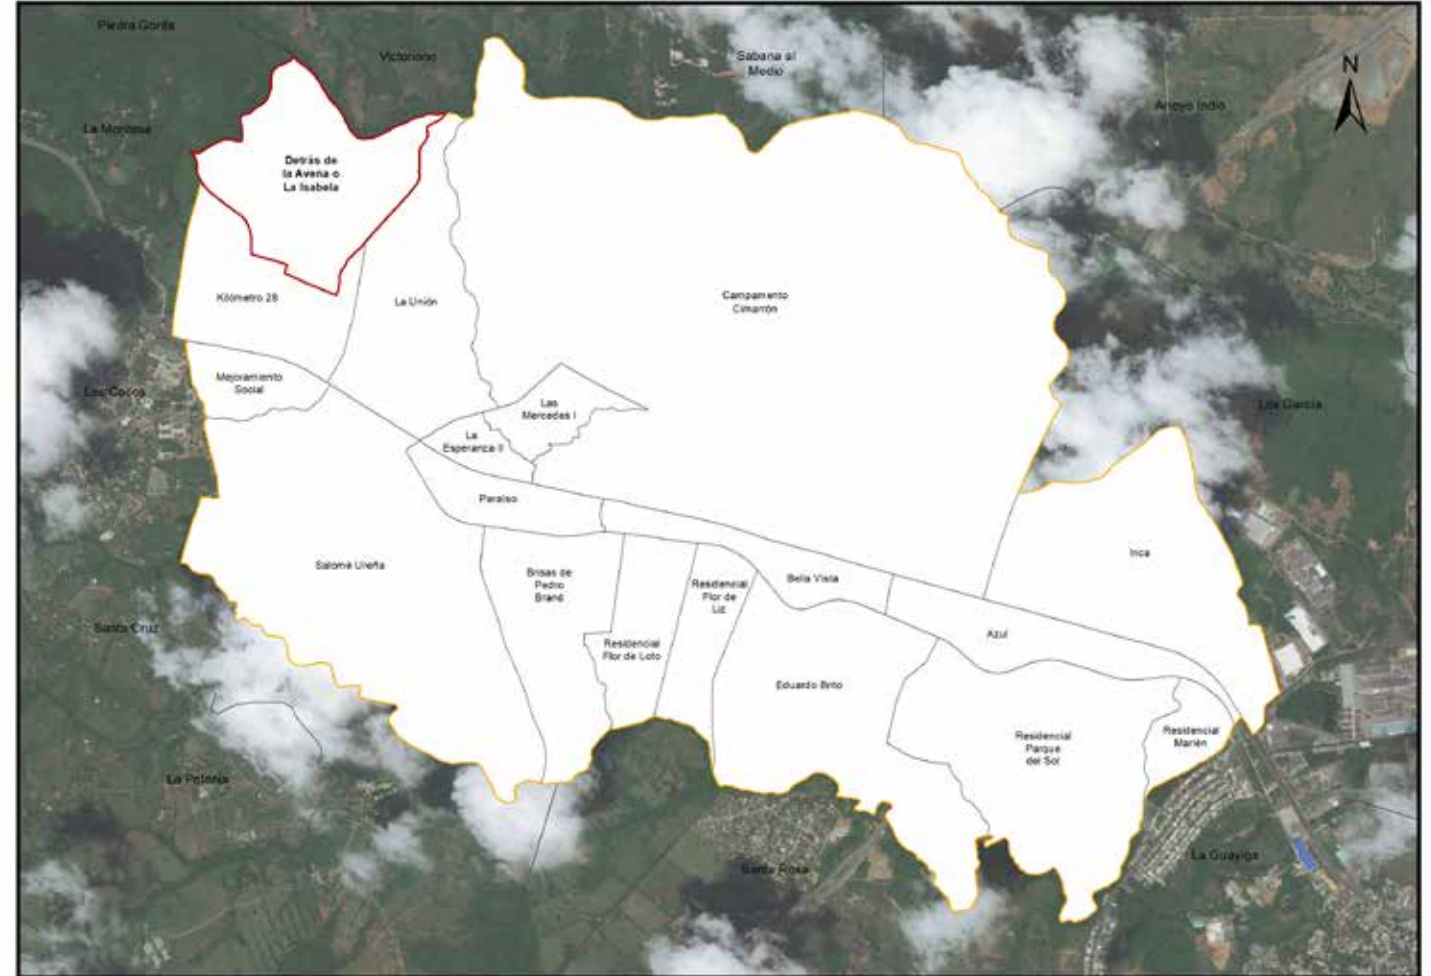 Piedra Gorda
Victoriano
Sabana al
Medio
N
Arroyo Indio
La Montesa
Detrás de
la Avena o
La Isabela
Kilómetro 28
La Unión
Campamento
Cimarrón
Mejoramiento
Social
Los Cocos
Las
Mercedes I
Los García
La
Esperanza II
Paraíso
Inca
Salomé Ureña
Brisas de
Pedro
Brand
Residencial
Flor de
Liz
Bella Vista
Santa Cruz
Azul
Residencial
Flor de Loto
Eduardo Brito
Residencial
Parque
del Sol
Residencial
Marién
La Polonia
Santa Rosa
La Guayiga